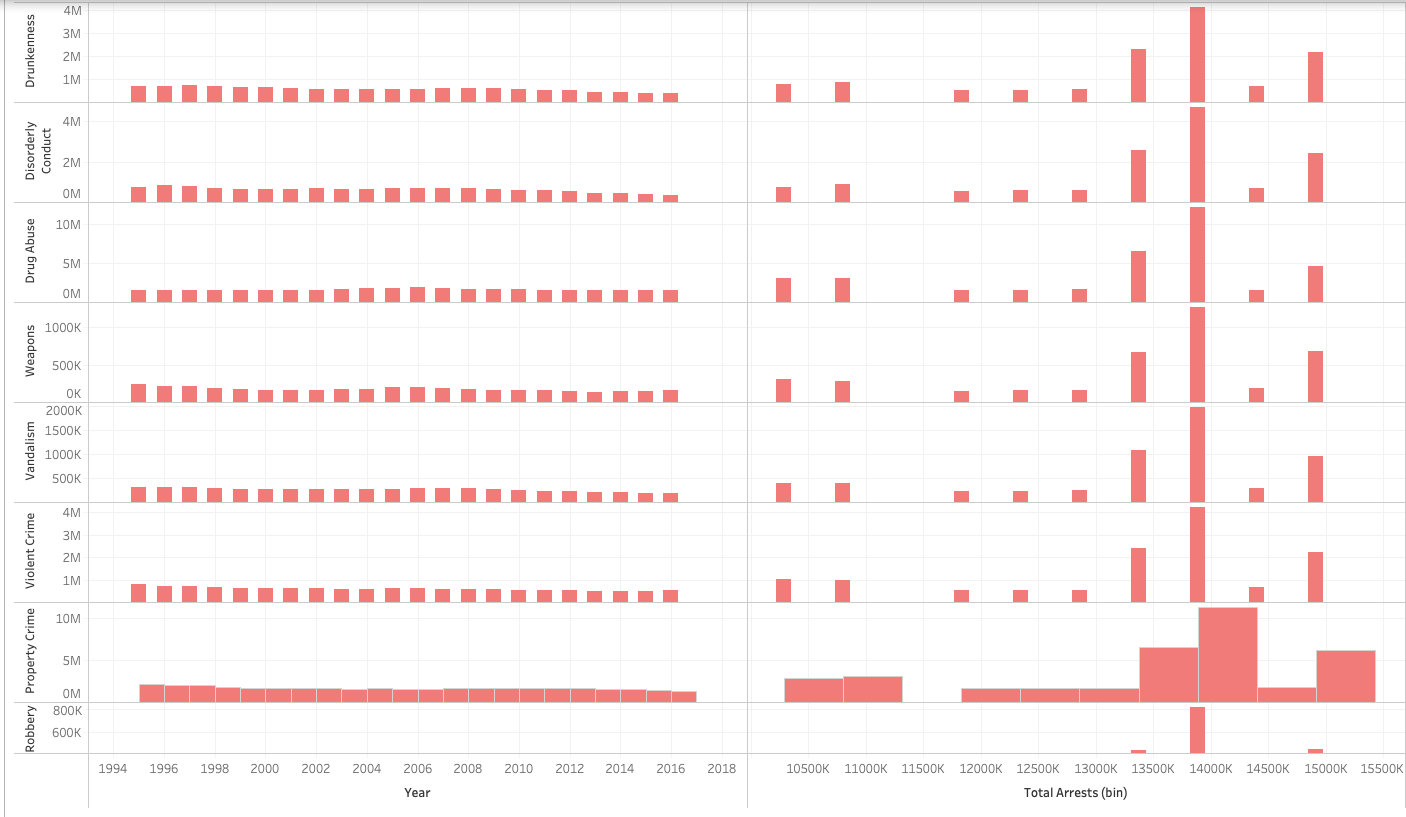 Drunkenness
4M
3M
2M
1M
Disorderly
Conduct
4M
2M
0M
Drug Abuse
10M
5M
0M
Weapons
1000K
500K
0K
Vandalism
2000K
1500K
1000K
500K
Violent Crime
4M
3M
2M
1M
Property Crime
10M
5M
0M
Robbery
800K
600K
1994 1996 1998 2000 2002 2004 2006 2008 2010 2012 2014 2016 2018
10500K 11000K 11500K 12000K 12500K 13000K 13500K 14000K 14500K 15000K 15500K
Year
Total Arrests (bin)